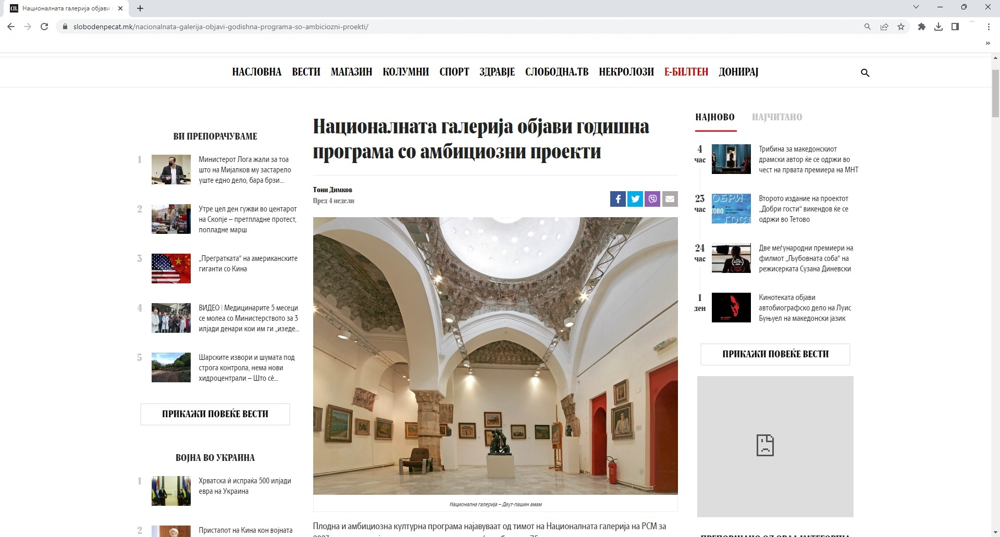 Националната галерија објави
slobodenpecat.mk/nacionalnata-galerija-objavi-godishna-programa-so-ambiciozni-proekti/
НАСЛОВНА ВЕСТИ МАГАЗИН КОЛУМНИ СПОРТ ЗДРАВЈЕ СЛОБОДНА.ТВ НЕКРОЛОЗИ Е-БИЛТЕН ДОНИРАЈ
ВИ ПРЕПОРАЧУВАМЕ
1
Министерот Лога жали за тоа
што на Мијалков му застарело
уште едно дело, бара брзи...
2
Утре цел ден гужви во центарот
на Скопје – претпладне протест,
попладне марш
3
„Прегратката“ на американските
гиганти со Кина
4
ВИДЕО | Медицинарите 5 месеци
се молеа со Министерството за 3
илјади денари кои им ги „изеде...
5
Шарските извори и шумата под
строга контрола, нема нови
хидроцентрали – Што сè...
ПРИКАЖИ ПОВЕЌЕ ВЕСТИ
ВОЈНА ВО УКРАИНА
1
Хрватска ѝ испраќа 500 илјади
евра на Украина
2
Пристапот на Кина кон војната
Националната галерија објави годишна
програма со амбициозни проекти
Тони Димков
Пред 4 недели
Национална галерија – Даут-пашин амам
Плодна и амбициозна културна програма најавуваат од тимот на Националната галерија на РСМ за
НАЈНОВО НАЈЧИТАНО
4
час
Трибина за македонскиот
драмски автор ќе се одржи во
чест на првата премиера на МНТ
23
час
Второто издание на проектот
„Добри гости“ викендов ќе се
одржи во Тетово
24
час
Две меѓународни премиери на
филмот „Љубовната соба“ на
режисерката Сузана Диневски
1
ден
Кинотеката објави
автобиографско дело на Луис
Буњуел на македонски јазик
ПРИКАЖИ ПОВЕЌЕ ВЕСТИ
ПРЕПОРАЧАНО ОД ОВАА КАТЕГОРИЈА